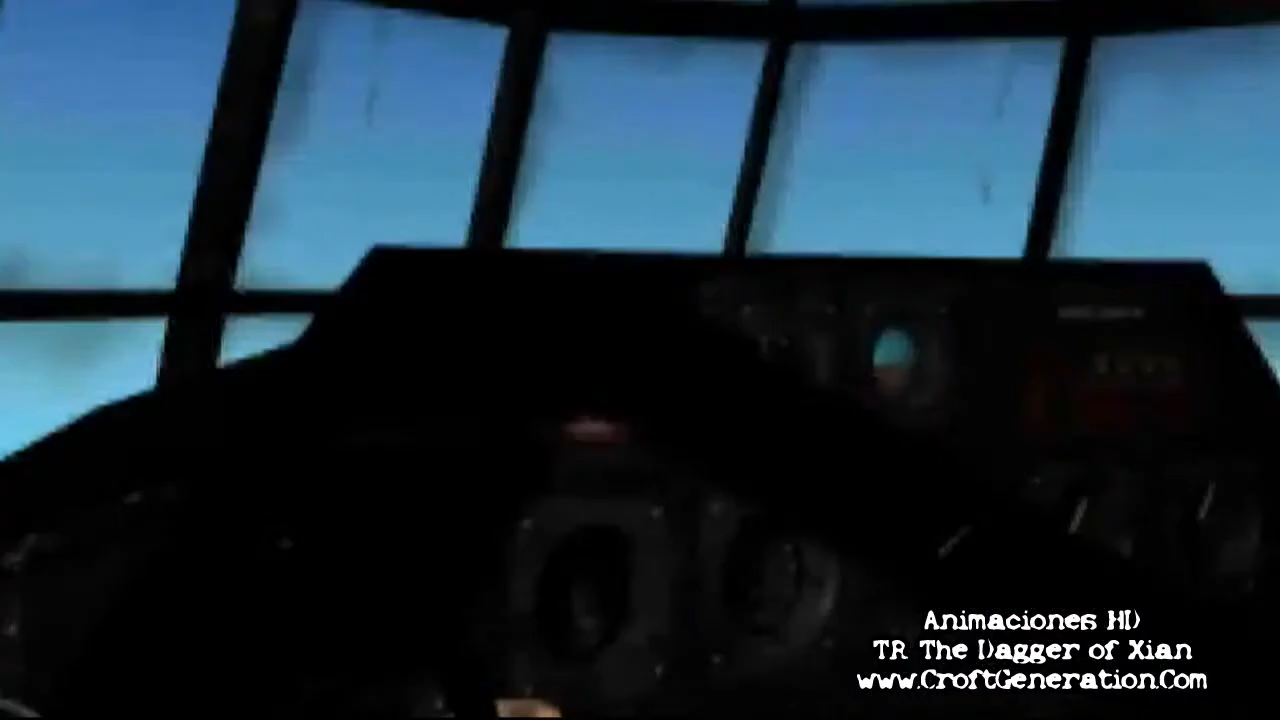 Animaciones HD
TR The Dagger of Xian
www.CroftGeneration.Com